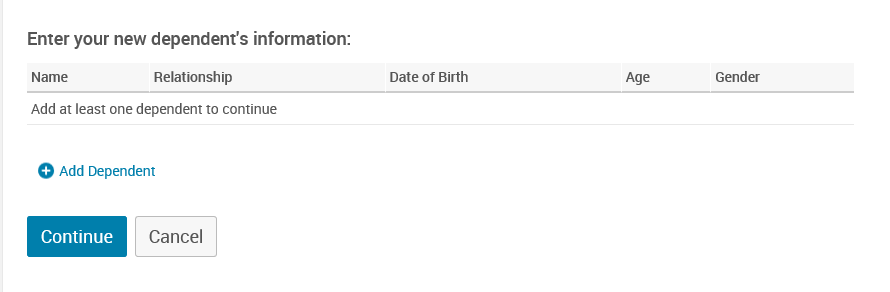 Enter your new dependent's information:
Name Relationship Date of Birth Age Gender
Add at least one dependent to continue
Add Dependent
Continue Cancel